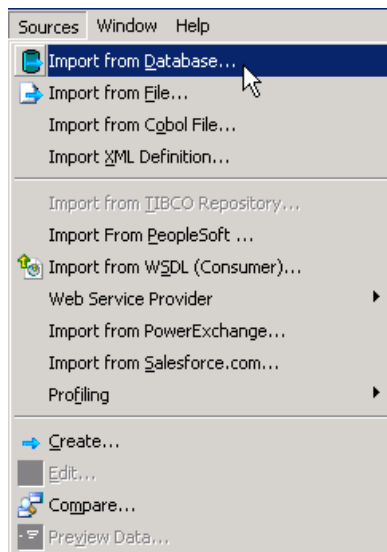 Sources Window Help
Import from Database...
Import from File...
Import from Cobol File...
Import XML Definition...
Import from TIBCO Repository...
Import From PeopleSoft ...
Import from WSDL (Consumer)...
Web Service Provider
Import from PowerExchange...
Import from Salesforce.com...
Profiling
Create...
Edit...
Compare...
Preview Data...